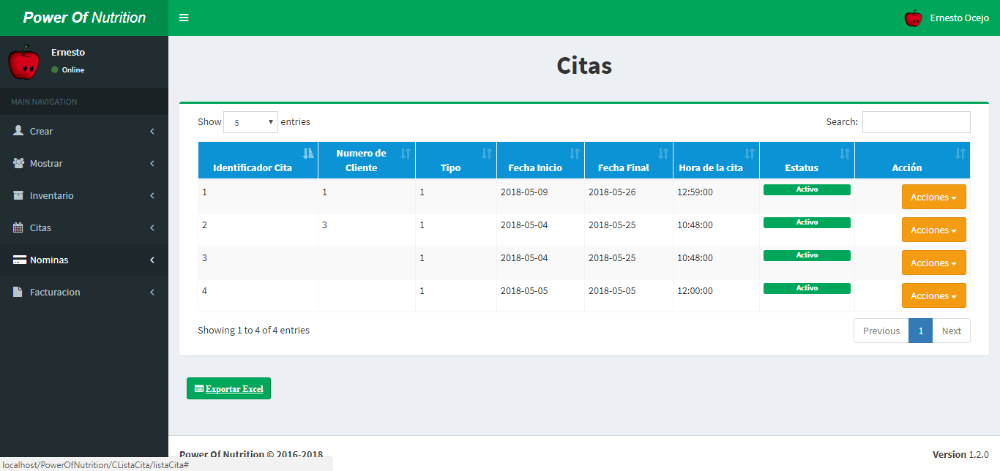 Power Of Nutrition
Ernesto Ocejo
Ernesto
Online
MAIN NAVIGATION
Crear
Mostrar
Inventario
Citas
Nominas
Facturacion
Citas
Show 5 entries
Search:
Identificador Cita Numero de Cliente Tipo Fecha Inicio Fecha Final Hora de la cita Estatus Acción
1 1 1 2018-05-09 2018-05-26 12:59:00 Activo Acciones
2 3 1 2018-05-04 2018-05-25 10:48:00 Activo Acciones
3 1 2018-05-04 2018-05-25 10:48:00 Activo Acciones
4 1 2018-05-05 2018-05-05 12:00:00 Activo Acciones
Showing 1 to 4 of 4 entries
Previous 1 Next
Exportar Excel
Power Of Nutrition © 2016-2018
Version 1.2.0
localhost/PowerOfNutrition/CListaCita/listaCita#